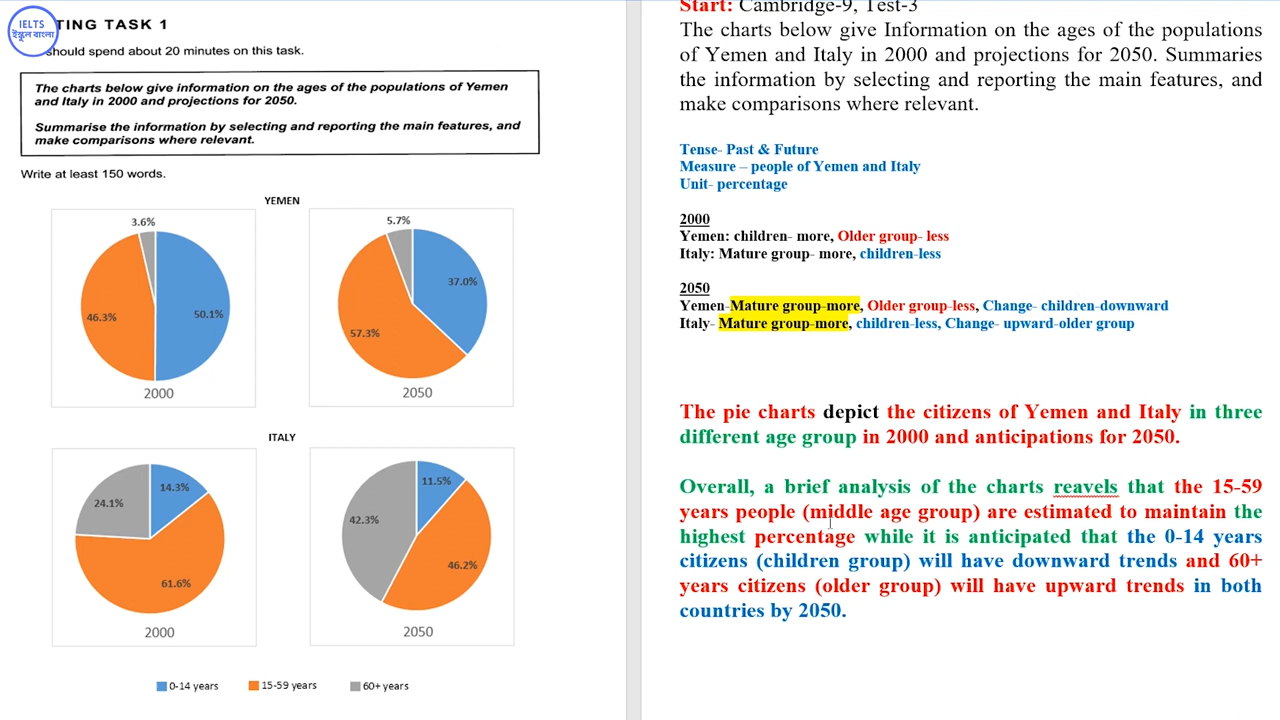 IELTS
ইস্কুল বাংলা
TING TASK 1
should spend about 20 minutes on this task.
The charts below give information on the ages of the populations of Yemen
and Italy in 2000 and projections for 2050.
Summarise the information by selecting and reporting the main features, and
make comparisons where relevant.
Write at least 150 words.
YEMEN
3.6%
46.3%
50.1%
2000
5.7%
37.0%
57.3%
2050
ITALY
24.1%
14.3%
61.6%
2000
11.5%
42.3%
46.2%
2050
0-14 years
15-59 years
60+ years
Start: Cambridge-9, Test-3
The charts below give Information on the ages of the populations
of Yemen and Italy in 2000 and projections for 2050. Summaries
the information by selecting and reporting the main features, and
make comparisons where relevant.
Tense- Past & Future
Measure – people of Yemen and Italy
Unit- percentage
2000
Yemen: children- more, Older group- less
Italy: Mature group- more, children-less
2050
Yemen-Mature group-more, Older group-less, Change- children-downward
Italy- Mature group-more, children-less, Change- upward-older group
The pie charts depict the citizens of Yemen and Italy in three
different age group in 2000 and anticipations for 2050.
Overall, a brief analysis of the charts reavels that the 15-59
years people (middle age group) are estimated to maintain the
highest percentage while it is anticipated that the 0-14 years
citizens (children group) will have downward trends and 60+
years citizens (older group) will have upward trends in both
countries by 2050.